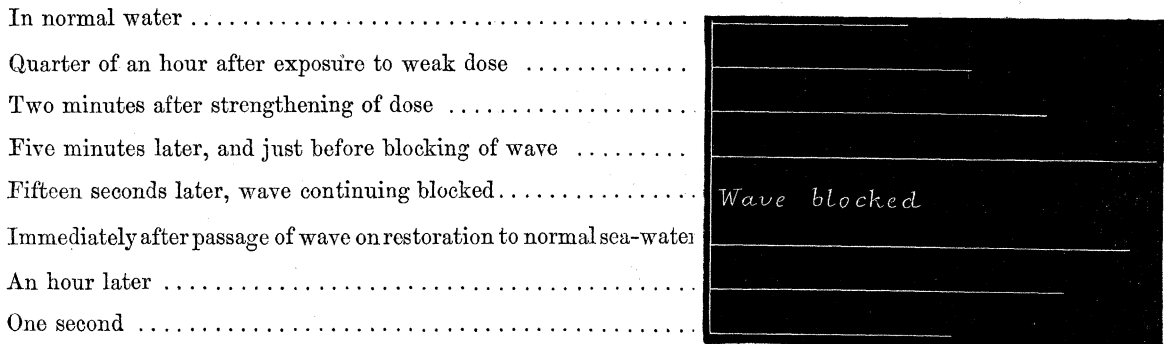 In normal water ........................................
Quarter of an hour after exposure to weak dose .............
Two minutes after strengthening of dose ...................
Five minutes later, and just before blocking of wave .........
Fifteen seconds later, wave continuing blocked................
Wave blocked
Immediately after passage of wave on restoration to normal sea-water
An hour later ..........................................
One second ............................................